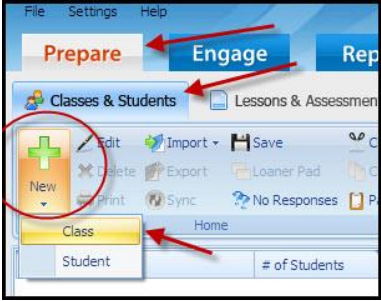 File Settings Help
Prepare Engage Rep
Classes & Students Lessons & Assessmen
Edit Import Save C
Delete Export Loaner Pad C
New
Print Sync No Responses P
Class Home
Student # of Students